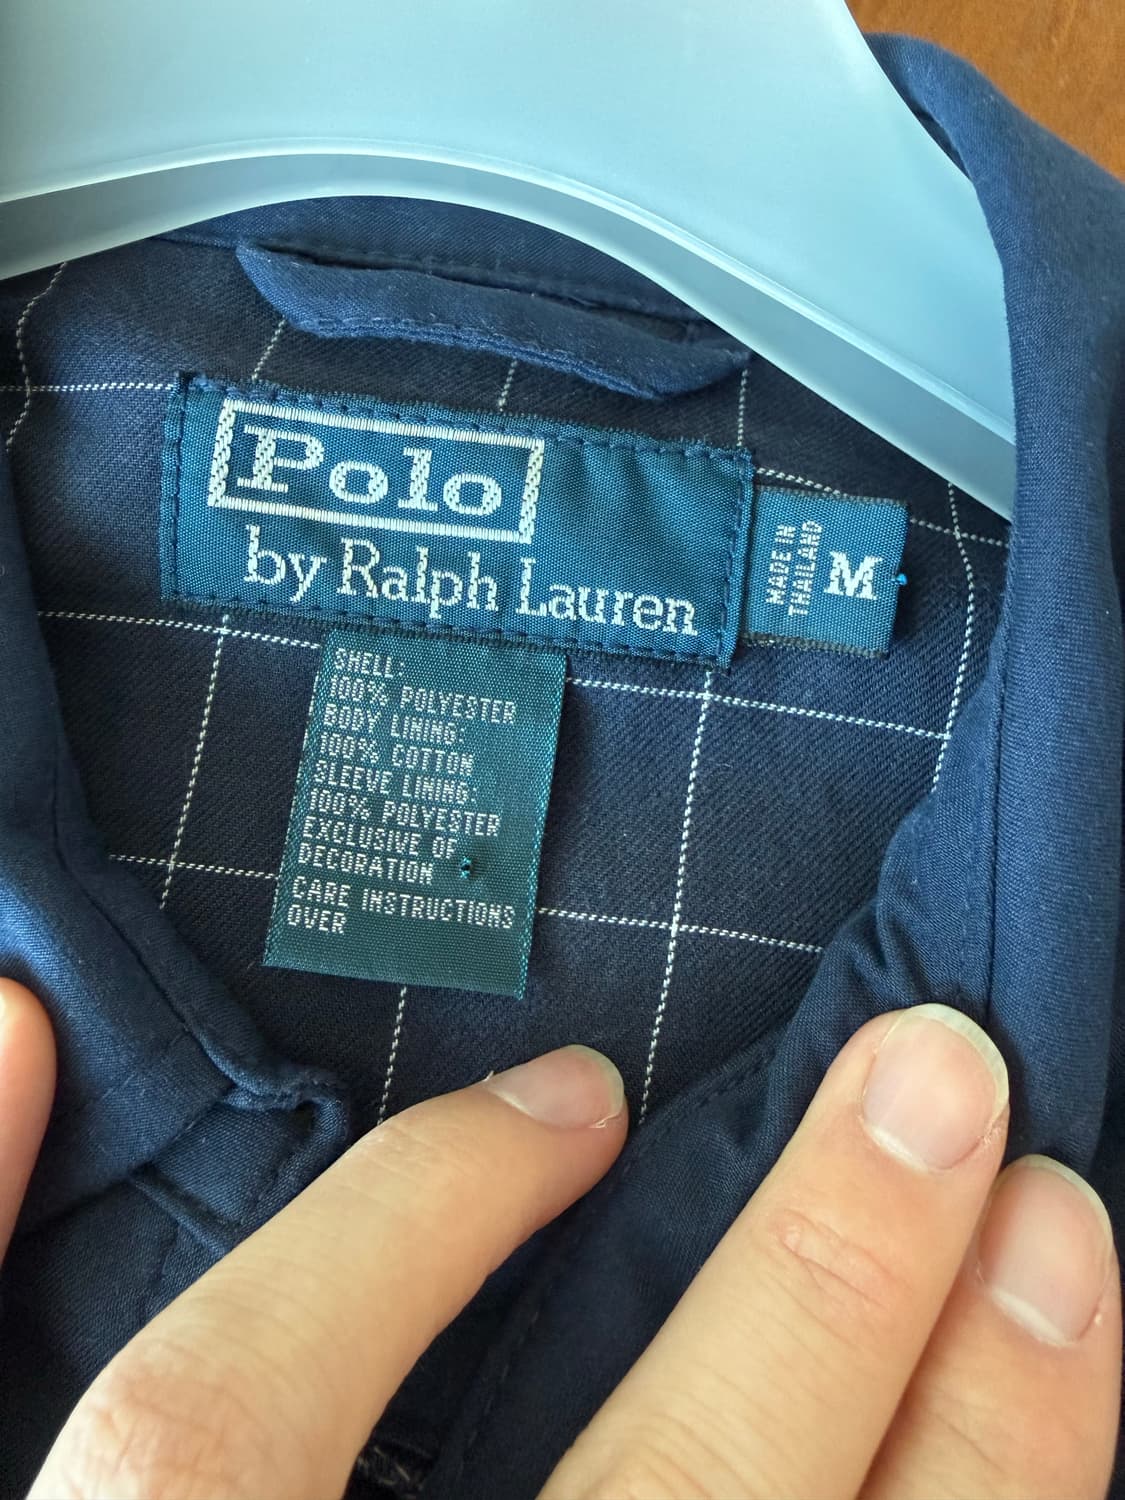 Polo
by Ralph Lauren
MADE IN
THAILAND
M
SHELL:
100% POLYESTER
BODY LINING:
100% COTTON
SLEEVE LINING:
100% POLYESTER
EXCLUSIVE OF
DECORATION
CARE INSTRUCTIONS
OVER